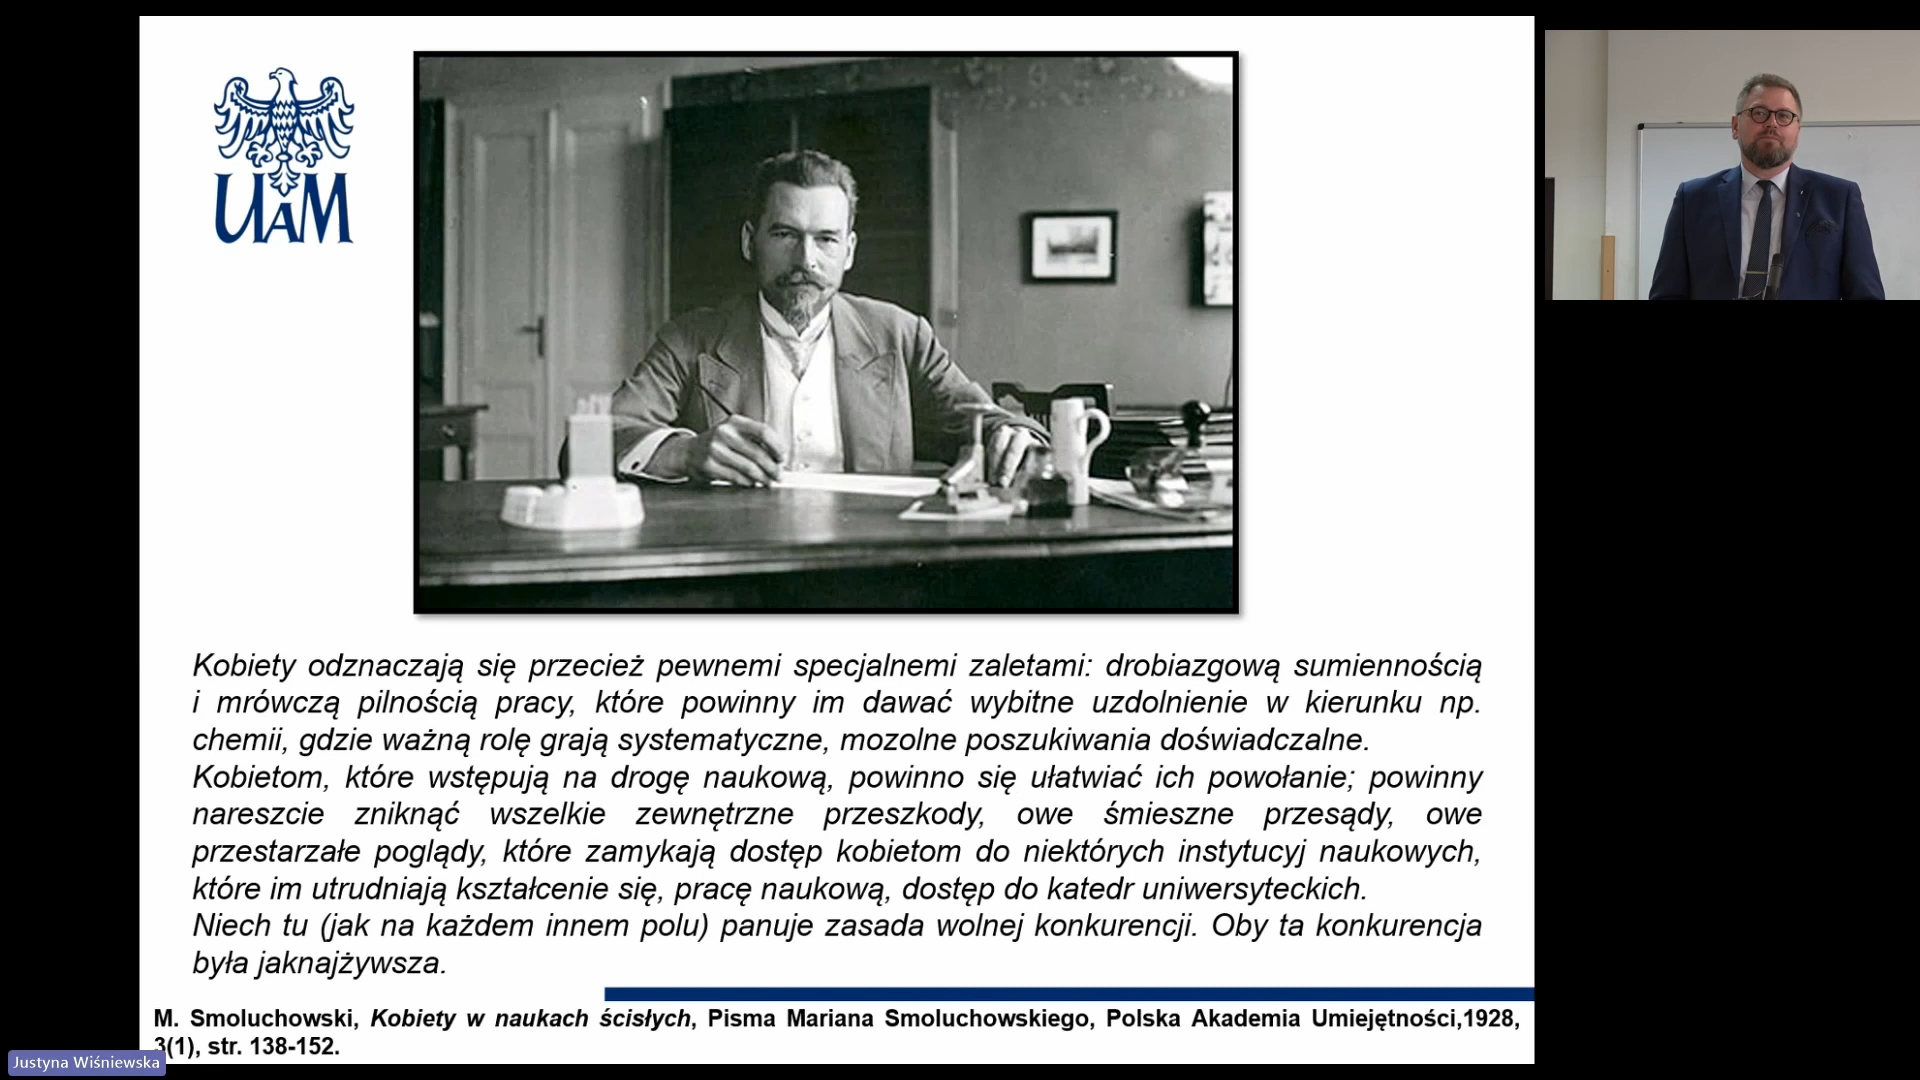 UAM
Kobiety odznaczają się przecież pewnemi specjalnemi zaletami: drobiazgową sumiennością
i mrówczą pilnością pracy, które powinny im dawać wybitne uzdolnienie w kierunku np.
chemii, gdzie ważną rolę grają systematyczne, mozolne poszukiwania doświadczalne.
Kobietom, które wstępują na drogę naukową, powinno się ułatwiać ich powołanie; powinny
nareszcie zniknąć wszelkie zewnętrzne przeszkody, owe śmieszne przesądy, owe
przestarzałe poglądy, które zamykają dostęp kobietom do niektórych instytucyj naukowych,
które im utrudniają kształcenie się, pracę naukową, dostęp do katedr uniwersyteckich.
Niech tu (jak na każdem innem polu) panuje zasada wolnej konkurencji. Oby ta konkurencja
była jaknajżywsza.
M. Smoluchowski, Kobiety w naukach ścisłych, Pisma Mariana Smoluchowskiego, Polska Akademia Umiejętności,1928,
3(1), str. 138-152.
Justyna Wiśniewska